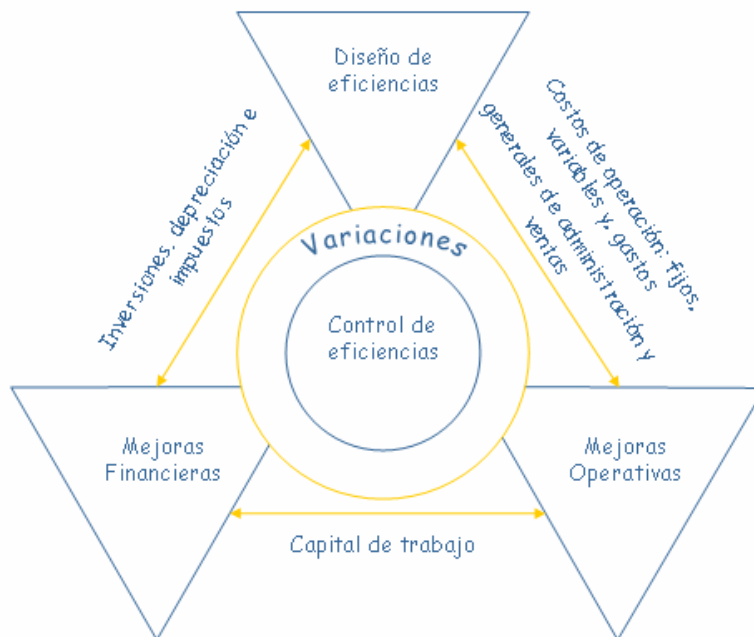 Diseño de
eficiencias
Inversiones, depreciación e
impuestos
Costos de operación: fijos,
variables y, gastos
generales de administración y
ventas
Variaciones
Control de
eficiencias
Mejoras
Financieras
Mejoras
Operativas
Capital de trabajo